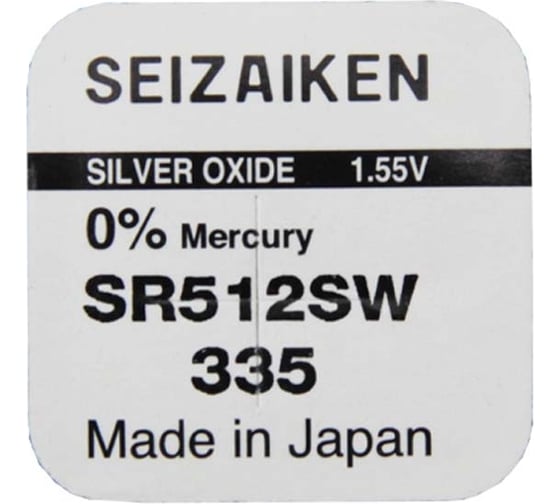 SEIZAIKEN
SILVER OXIDE 1.55V
0% Mercury
SR512SW
335
Made in Japan